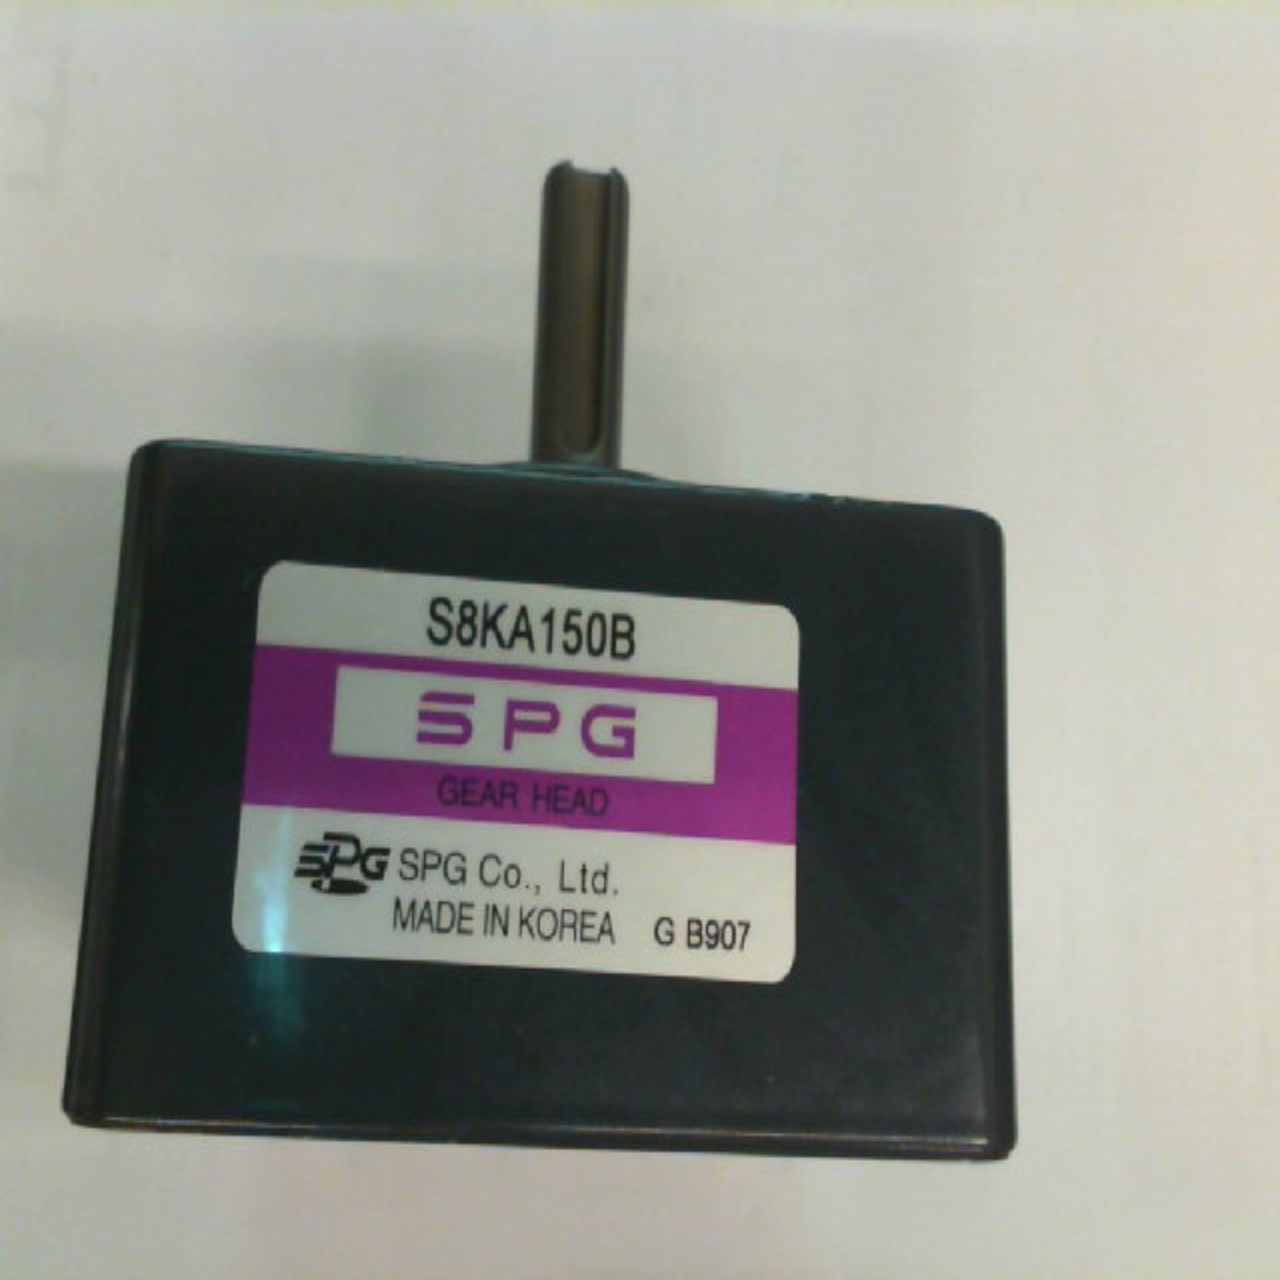 S8KA150B
SPG
GEAR HEAD
SPG SPG Co., Ltd.
MADE IN KOREA G B907